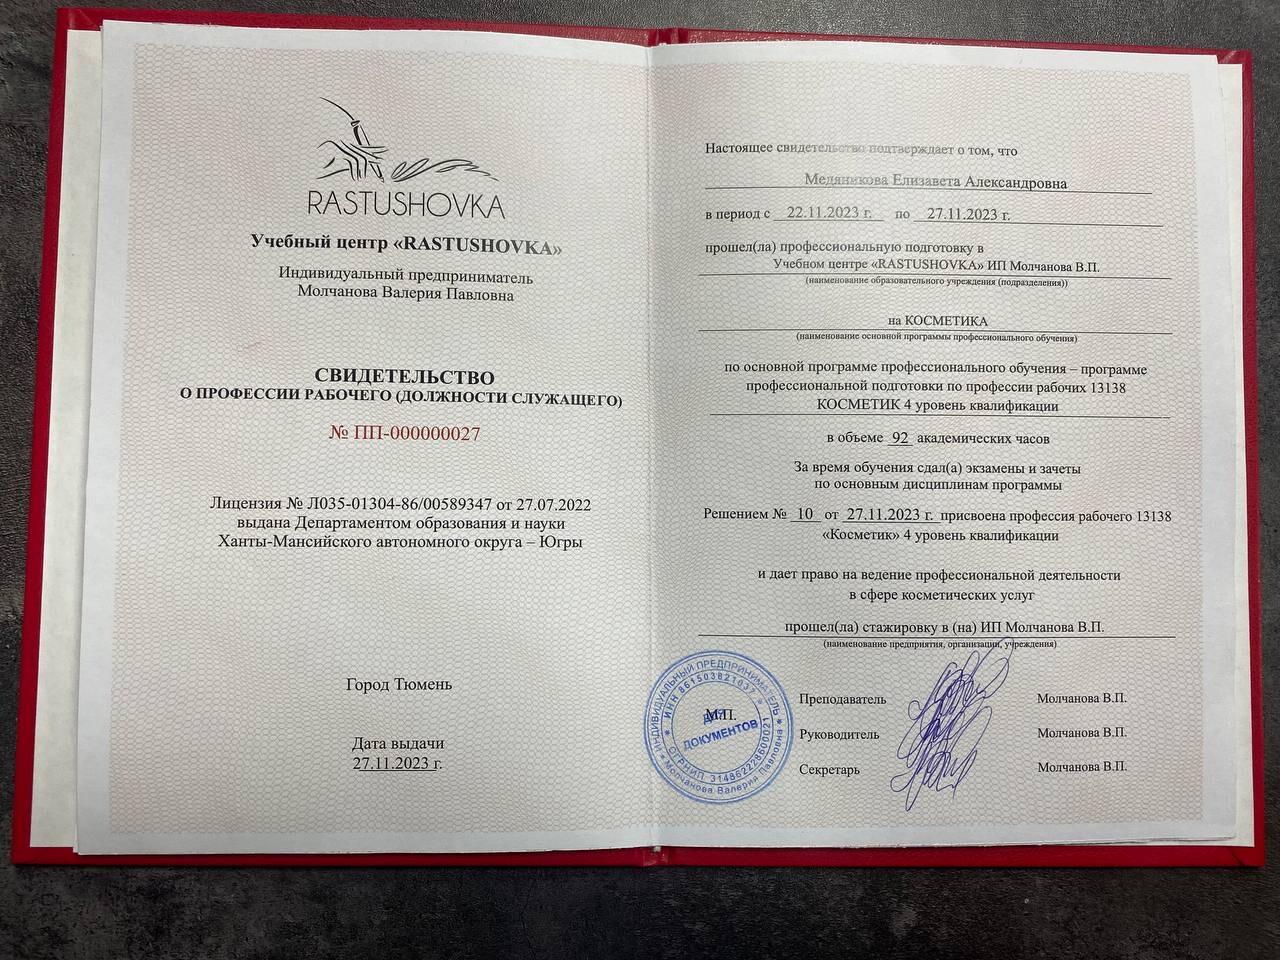 RASTUSHOVKA
Учебный центр «RASTUSHOVKA»
Индивидуальный предприниматель
Молчанова Валерия Павловна
СВИДЕТЕЛЬСТВО
О ПРОФЕССИИ РАБОЧЕГО (ДОЛЖНОСТИ СЛУЖАЩЕГО)
№ ПП-000000027
Лицензия № Л035-01304-86/00589347 от 27.07.2022
выдана Департаментом образования и науки
Ханты-Мансийского автономного округа – Югры
Город Тюмень
Дата выдачи
27.11.2023 г.
Настоящее свидетельство подтверждает о том, что
Медяникова Елизавета Александровна
в период с 22.11.2023 г. по 27.11.2023 г.
прошел(ла) профессиональную подготовку в
Учебном центре «RASTUSHOVKA» ИП Молчанова В.П.
(наименование образовательного учреждения (подразделения))
на КОСМЕТИКА
(наименование основной программы профессионального обучения)
по основной программе профессионального обучения – программе
профессиональной подготовки по профессии рабочих 13138
КОСМЕТИК 4 уровень квалификации
в объеме 92 академических часов
За время обучения сдал(а) экзамены и зачеты
по основным дисциплинам программы
Решением № 10 от 27.11.2023 г. присвоена профессия рабочего 13138
«Косметик» 4 уровень квалификации
и дает право на ведение профессиональной деятельности
в сфере косметических услуг
прошел(ла) стажировку в (на) ИП Молчанова В.П.
(наименование предприятия, организации, учреждения)
М.П.
Преподаватель Молчанова В.П.
Руководитель Молчанова В.П.
Секретарь Молчанова В.П.
ИНДИВИДУАЛЬНЫЙ ПРЕДПРИНИМАТЕЛЬ
Молчанова Валерия Павловна
ИНН 861503821037
ОГРНИП 314862228600021
ДЛЯ
ДОКУМЕНТОВ